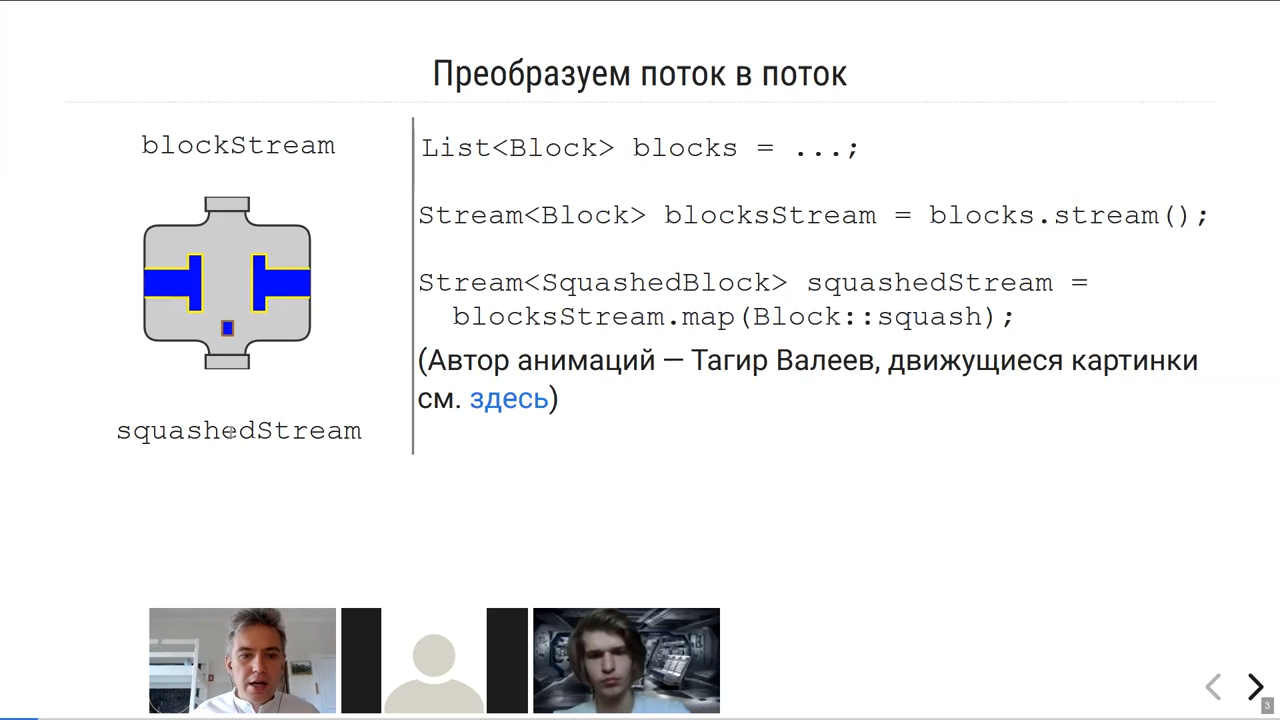 Преобразуем поток в поток
blockStream
squashedStream
List<Block> blocks = ...;
Stream<Block> blocksStream = blocks.stream();
Stream<SquashedBlock> squashedStream =
blocksStream.map(Block::squash);
(Автор анимаций — Тагир Валеев, движущиеся картинки
см. здесь)
3